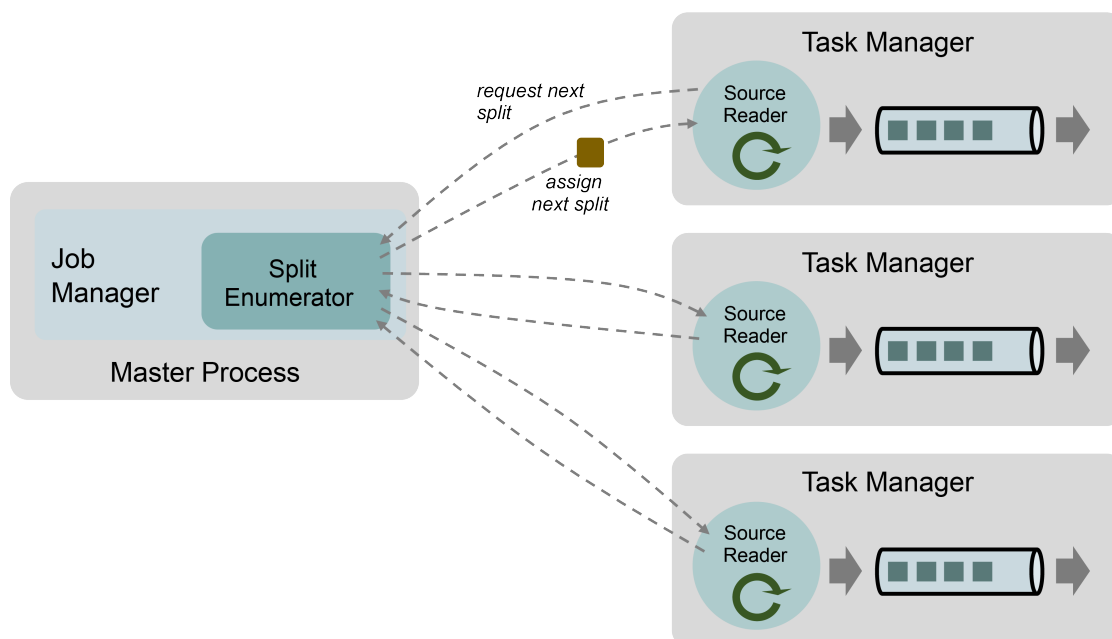 Task Manager
Source
Reader
request next
split
assign
next split
Job
Manager
Split
Enumerator
Master Process
Task Manager
Source
Reader
Task Manager
Source
Reader